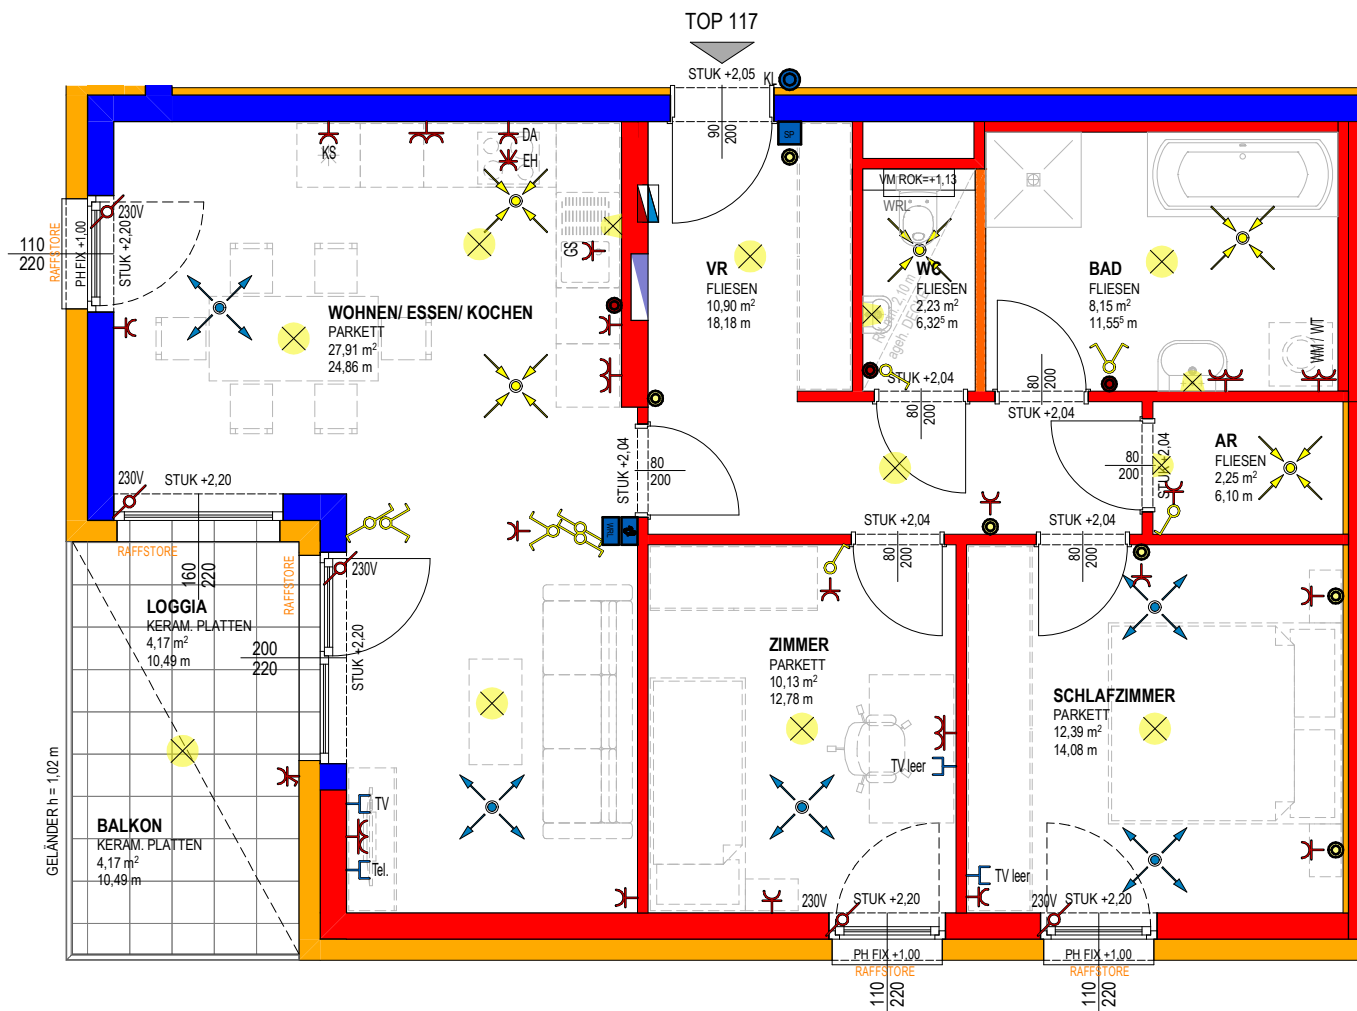 TOP 117
STUK +2,05
KL
90
200
SP
KS
DA
EH
GS
230V
110
220
RAFFSTORE
PH FIX +1,00
STUK +2,20
WOHNEN/ ESSEN/ KOCHEN
PARKETT
27,91 m²
24,86 m
VR
FLIESEN
10,90 m²
18,18 m
VM ROK=+1,13
WRL
WC
FLIESEN
2,23 m²
6,32⁵ m
STUK +2,04
80
200
BAD
FLIESEN
8,15 m²
11,55⁵ m
WM / WT
80
200
STUK +2,04
AR
FLIESEN
2,25 m²
6,10 m
80
200
STUK +2,04
STUK +2,04
80
200
230V
STUK +2,20
RAFFSTORE
160
220
WRL
STUK +2,04
80
200
STUK +2,04
80
200
RAFFSTORE
230V
STUK +2,20
200
220
LOGGIA
KERAM. PLATTEN
4,17 m²
10,49 m
ZIMMER
PARKETT
10,13 m²
12,78 m
SCHLAFZIMMER
PARKETT
12,39 m²
14,08 m
GELÄNDER h = 1,02 m
BALKON
KERAM. PLATTEN
4,17 m²
10,49 m
TV
Tel.
TV leer
TV leer
230V
STUK +2,20
PH FIX +1,00
RAFFSTORE
110
220
230V
STUK +2,20
PH FIX +1,00
RAFFSTORE
110
220